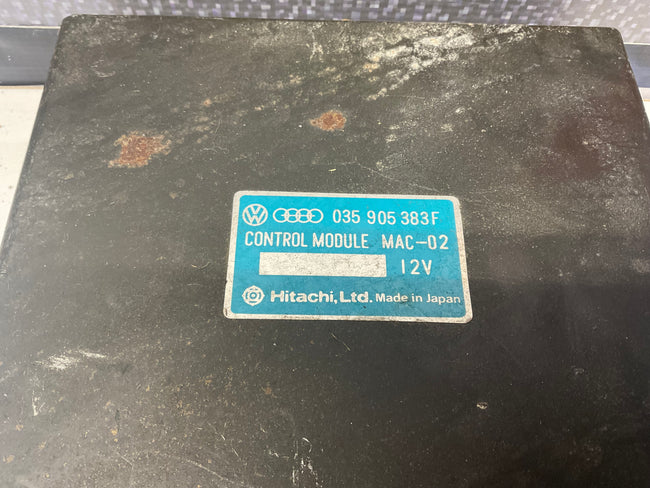 035 905 383F
CONTROL MODULE MAC-02
12V
Hitachi, Ltd. Made in Japan